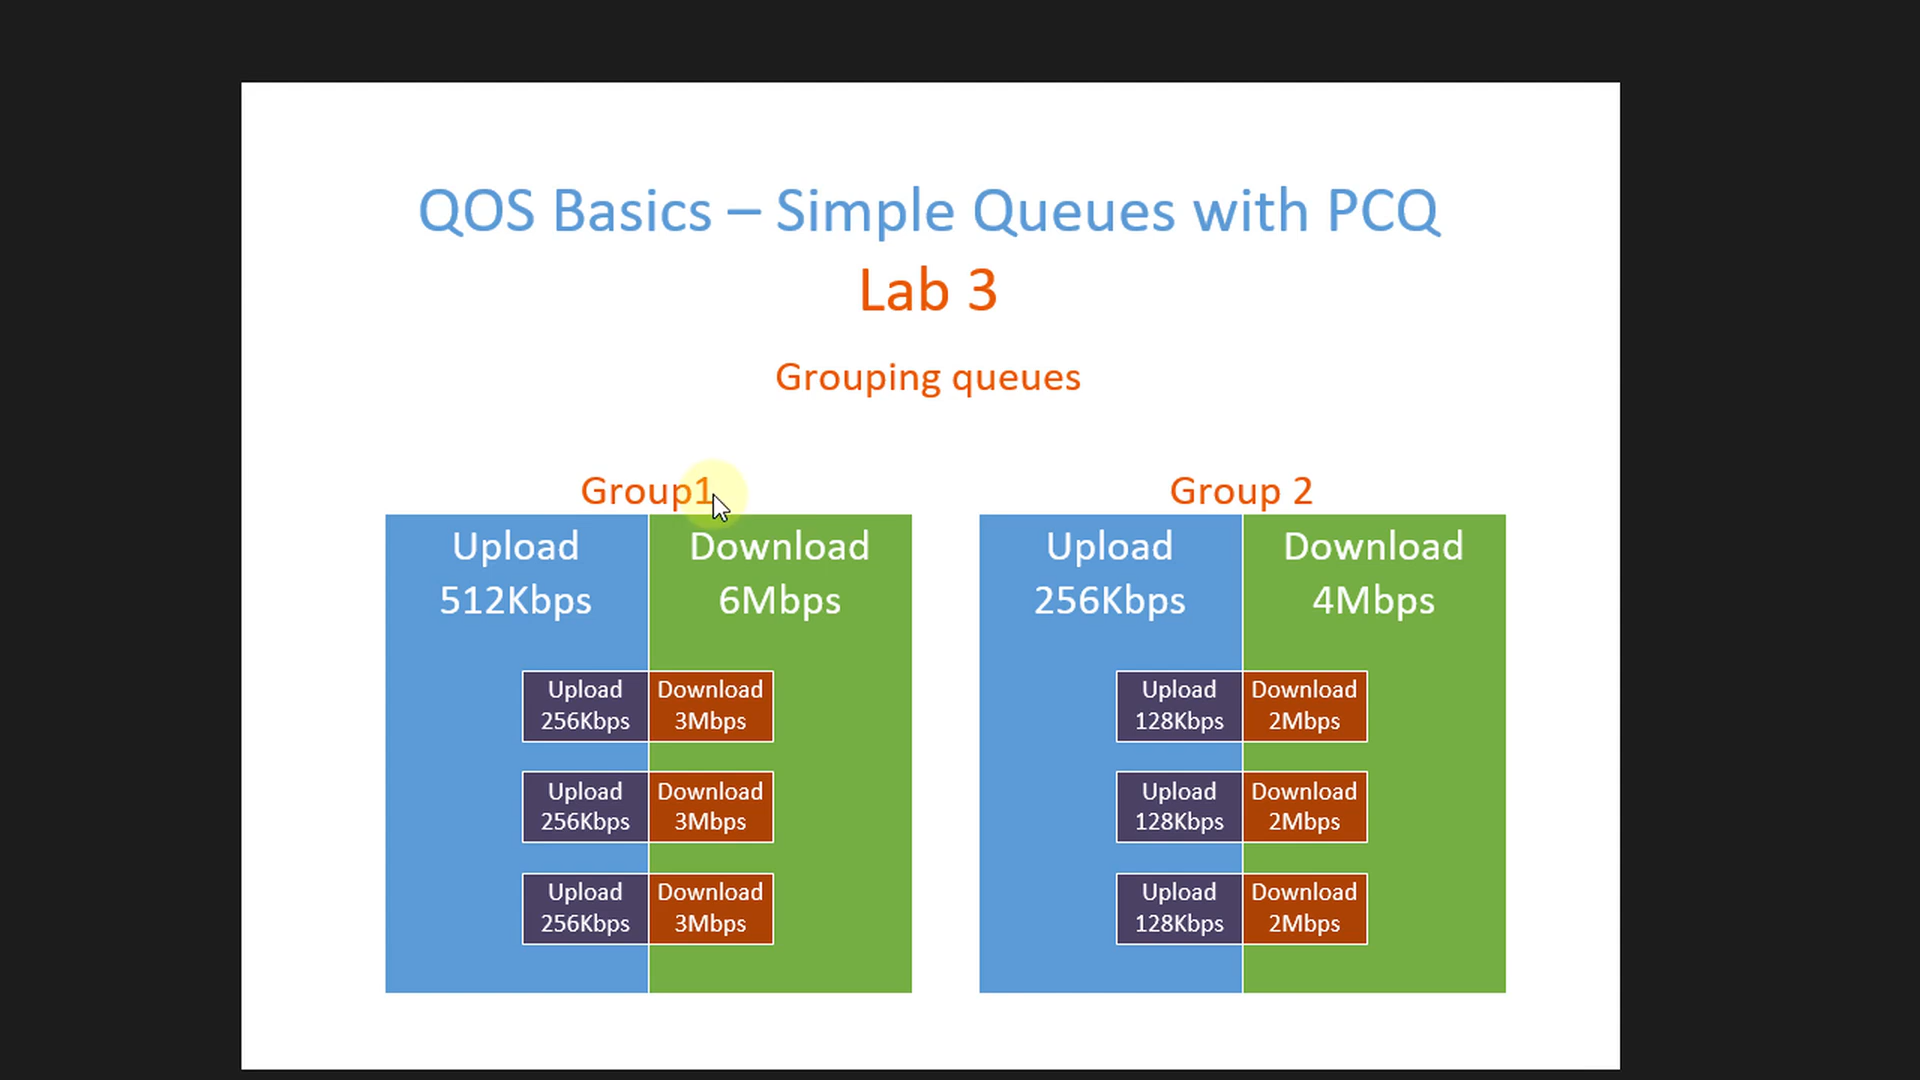 QOS Basics – Simple Queues with PCQ
Lab 3
Grouping queues
Group1
Upload
512Kbps
Download
6Mbps
Upload
256Kbps
Download
3Mbps
Upload
256Kbps
Download
3Mbps
Upload
256Kbps
Download
3Mbps
Group 2
Upload
256Kbps
Download
4Mbps
Upload
128Kbps
Download
2Mbps
Upload
128Kbps
Download
2Mbps
Upload
128Kbps
Download
2Mbps